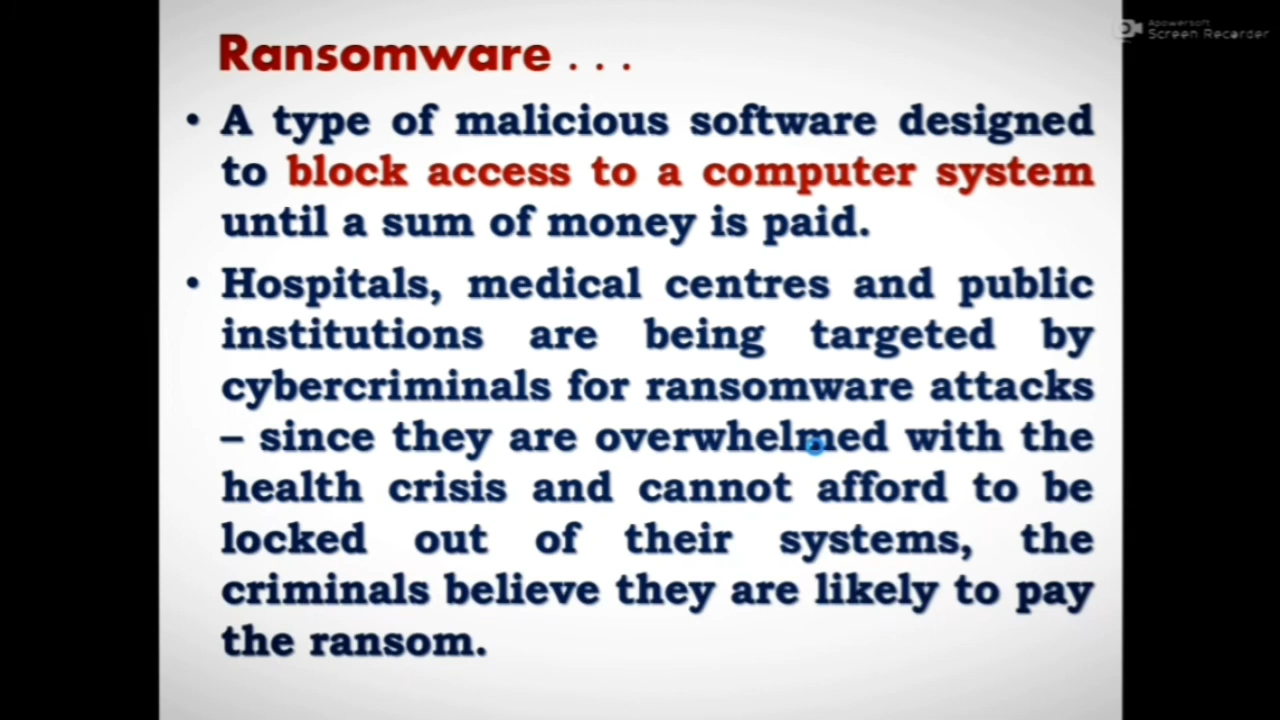 Apowersoft
Screen Recorder
Ransomware . . .
• A type of malicious software designed
to block access to a computer system
until a sum of money is paid.
• Hospitals, medical centres and public
institutions are being targeted by
cybercriminals for ransomware attacks
– since they are overwhelmed with the
health crisis and cannot afford to be
locked out of their systems, the
criminals believe they are likely to pay
the ransom.